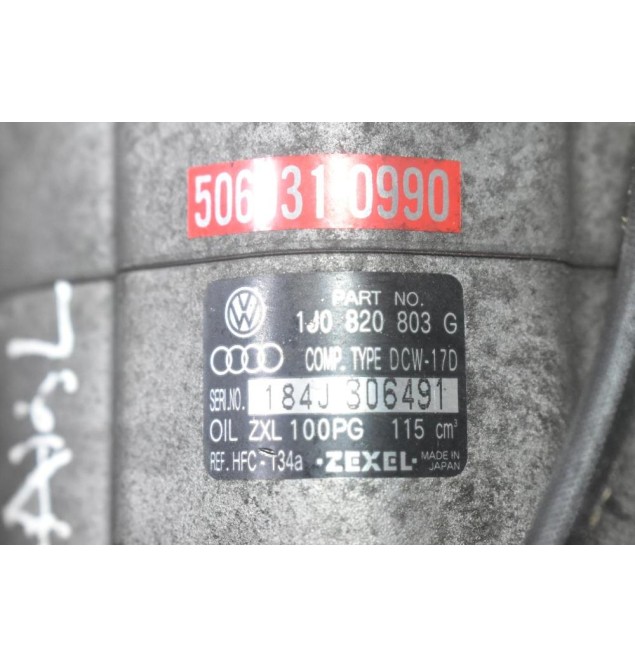 PART NO.
1J0 820 803 G
COMP. TYPE DCW-17D
SERI.NO. 184J 306491
OIL ZXL 100PG 115 cm³
REF. HFC-134a ·ZEXEL· MADE IN
JAPAN